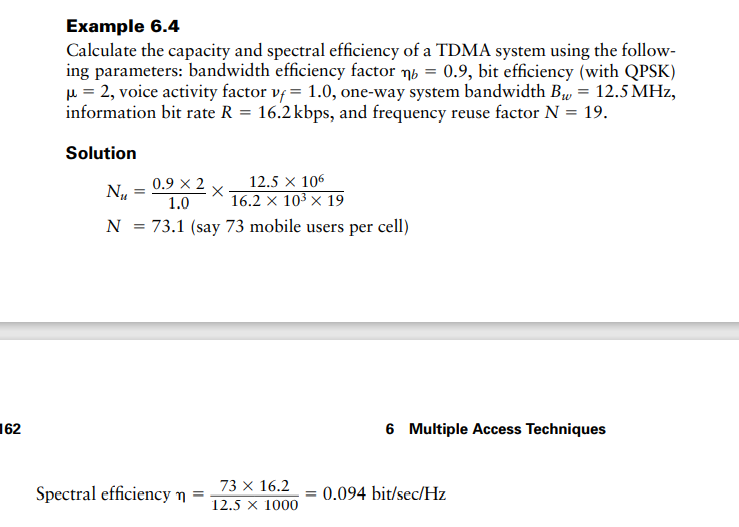 Example 6.4
Calculate the capacity and spectral efficiency of a TDMA system using the follow-
ing parameters: bandwidth efficiency factor ηb = 0.9, bit efficiency (with QPSK)
μ = 2, voice activity factor νf = 1.0, one-way system bandwidth Bw = 12.5 MHz,
information bit rate R = 16.2 kbps, and frequency reuse factor N = 19.
Solution
Nu = 0.9 × 2 / 1.0 × 12.5 × 10⁶ / 16.2 × 10³ × 19
N = 73.1 (say 73 mobile users per cell)
162
6 Multiple Access Techniques
Spectral efficiency η = 73 × 16.2 / 12.5 × 1000 = 0.094 bit/sec/Hz